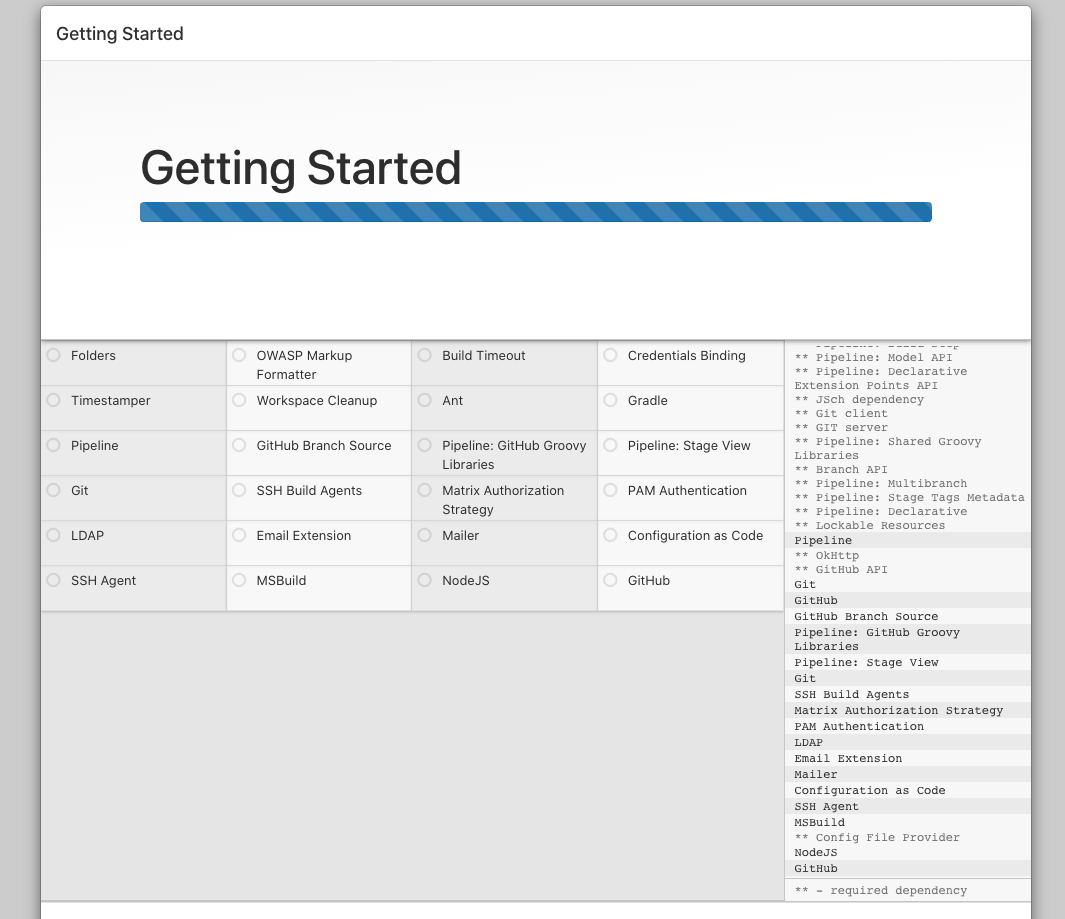 Getting Started
Getting Started
Folders
OWASP Markup
Formatter
Build Timeout
Credentials Binding
Timestamper
Workspace Cleanup
Ant
Gradle
Pipeline
GitHub Branch Source
Pipeline: GitHub Groovy
Libraries
Pipeline: Stage View
Git
SSH Build Agents
Matrix Authorization
Strategy
PAM Authentication
LDAP
Email Extension
Mailer
Configuration as Code
SSH Agent
MSBuild
NodeJS
GitHub
** Pipeline: Model API
** Pipeline: Declarative
Extension Points API
** JSch dependency
** Git client
** GIT server
** Pipeline: Shared Groovy
Libraries
** Branch API
** Pipeline: Multibranch
** Pipeline: Stage Tags Metadata
** Pipeline: Declarative
** Lockable Resources
Pipeline
** OkHttp
** GitHub API
Git
GitHub
GitHub Branch Source
Pipeline: GitHub Groovy
Libraries
Pipeline: Stage View
Git
SSH Build Agents
Matrix Authorization Strategy
PAM Authentication
LDAP
Email Extension
Mailer
Configuration as Code
SSH Agent
MSBuild
** Config File Provider
NodeJS
GitHub
** - required dependency